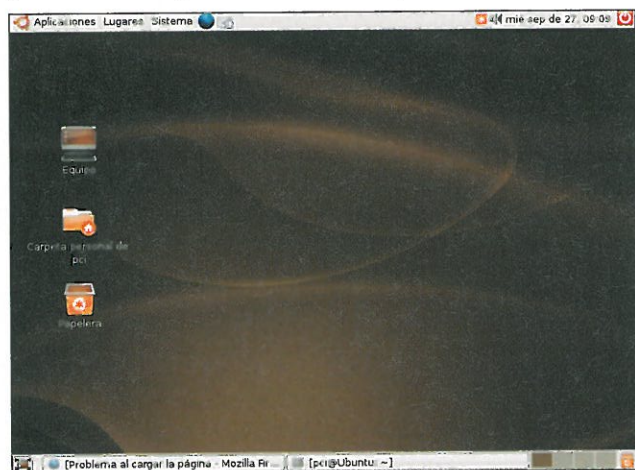 Aplicaciones Lugares Sistema
mié sep de 27, 09:09
Equipo
Carpeta personal de
pci
Papelera
[Problema al cargar la página - Mozilla Fir...
[pci@Ubuntu: ~]